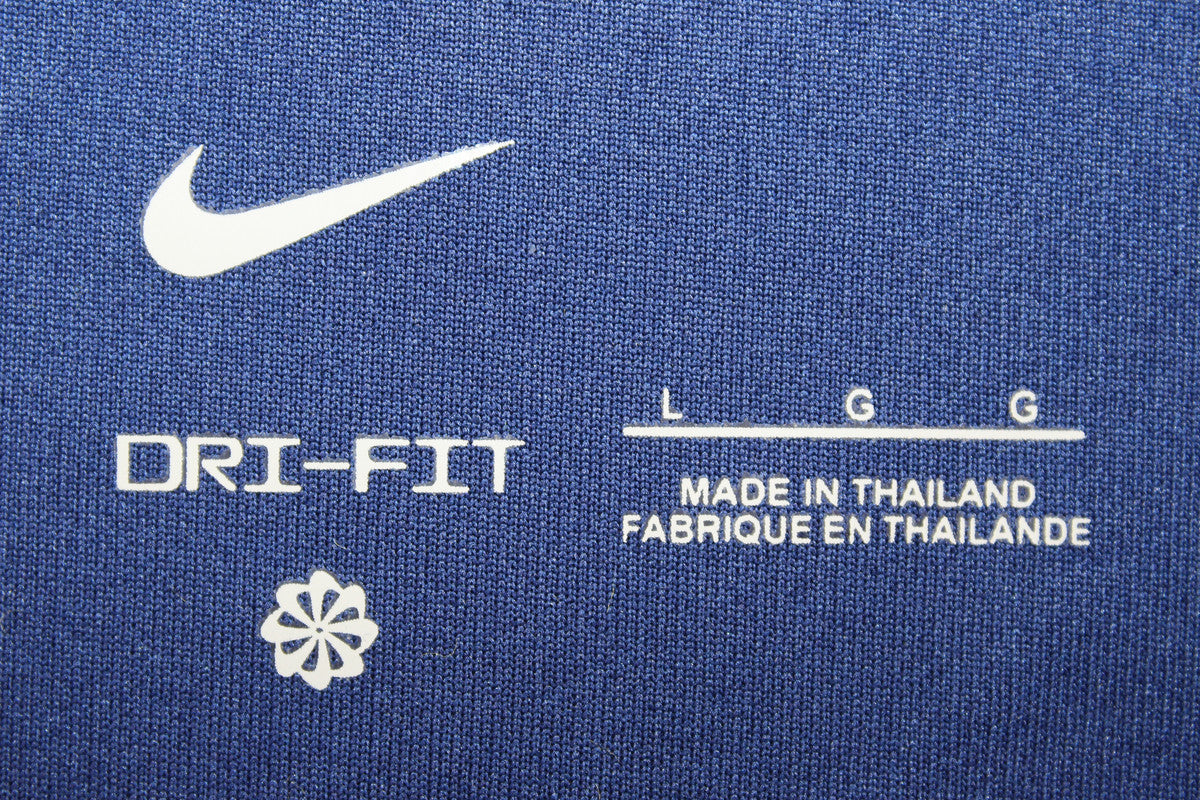 DRI-FIT
L G G
MADE IN THAILAND
FABRIQUE EN THAILANDE